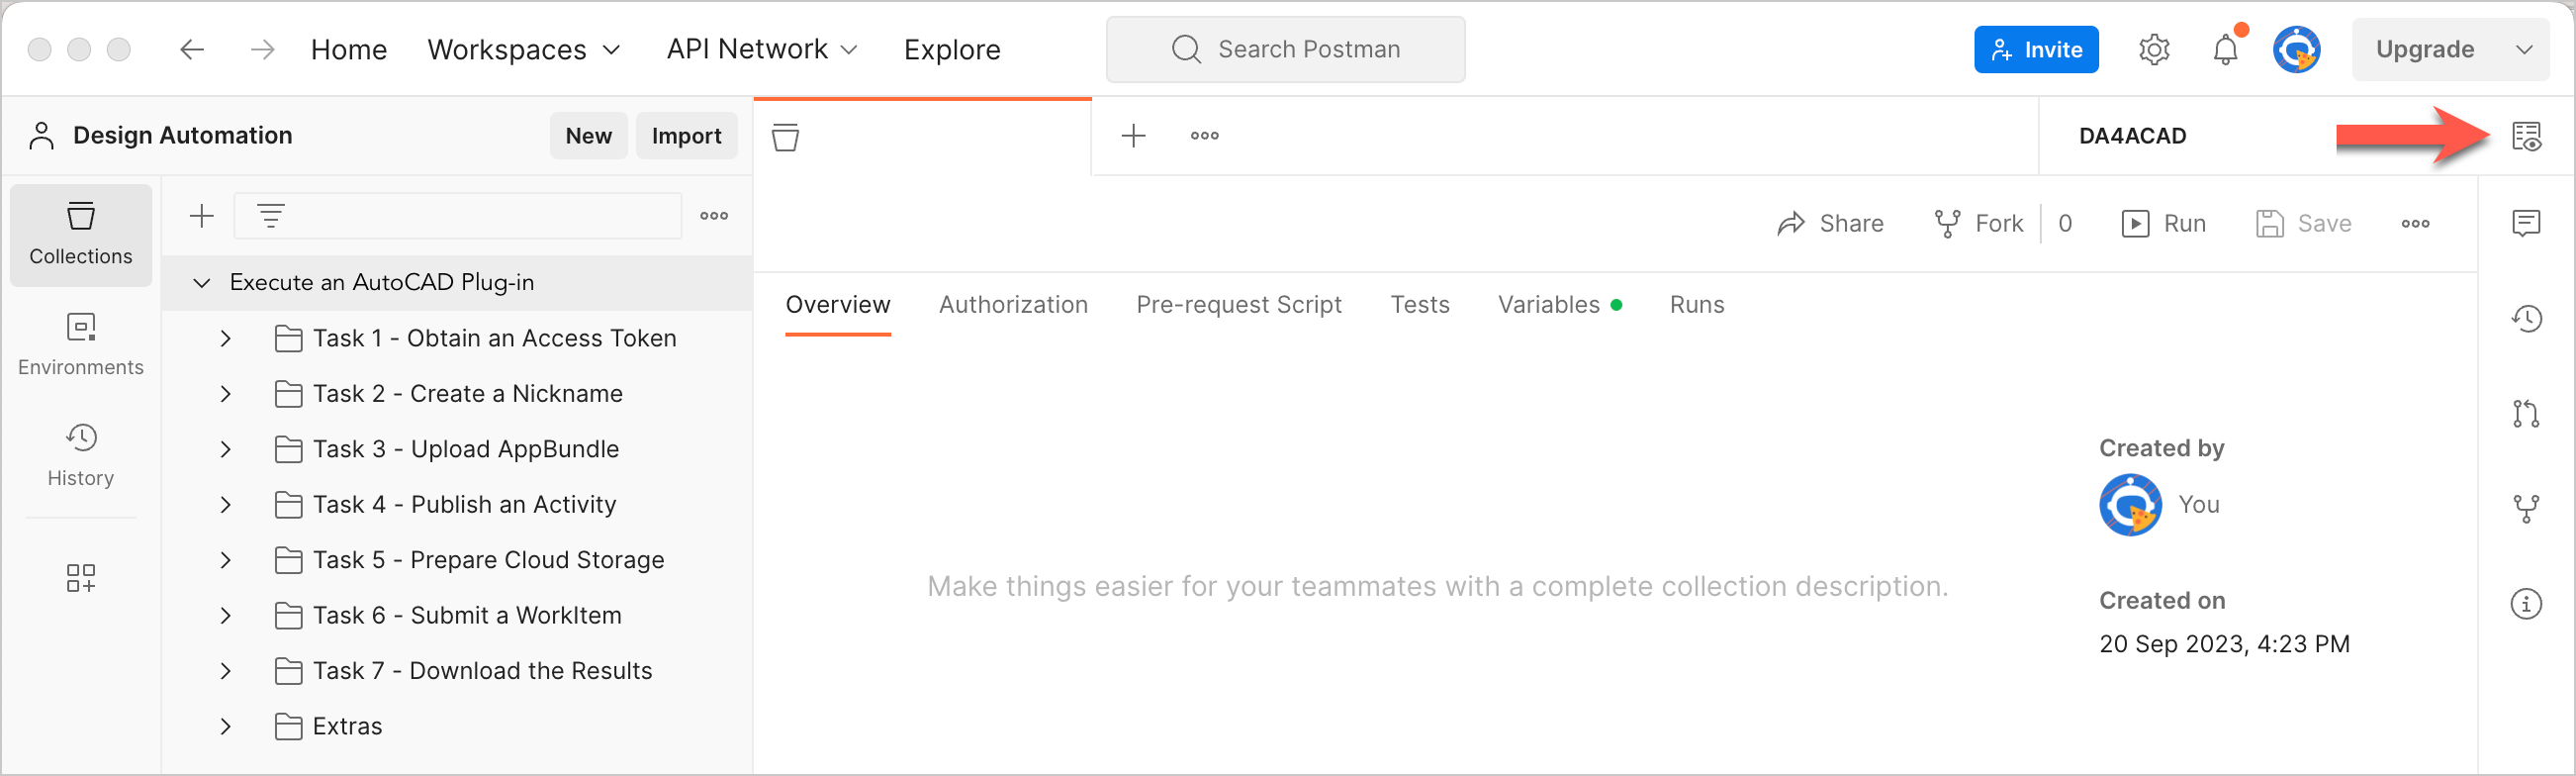 Home Workspaces API Network Explore Search Postman Invite Upgrade
Design Automation New Import DA4ACAD
Share Fork 0 Run Save
Collections
Environments
History
Execute an AutoCAD Plug-in
Task 1 - Obtain an Access Token
Task 2 - Create a Nickname
Task 3 - Upload AppBundle
Task 4 - Publish an Activity
Task 5 - Prepare Cloud Storage
Task 6 - Submit a WorkItem
Task 7 - Download the Results
Extras
Overview Authorization Pre-request Script Tests Variables Runs
Make things easier for your teammates with a complete collection description.
Created by
You
Created on
20 Sep 2023, 4:23 PM